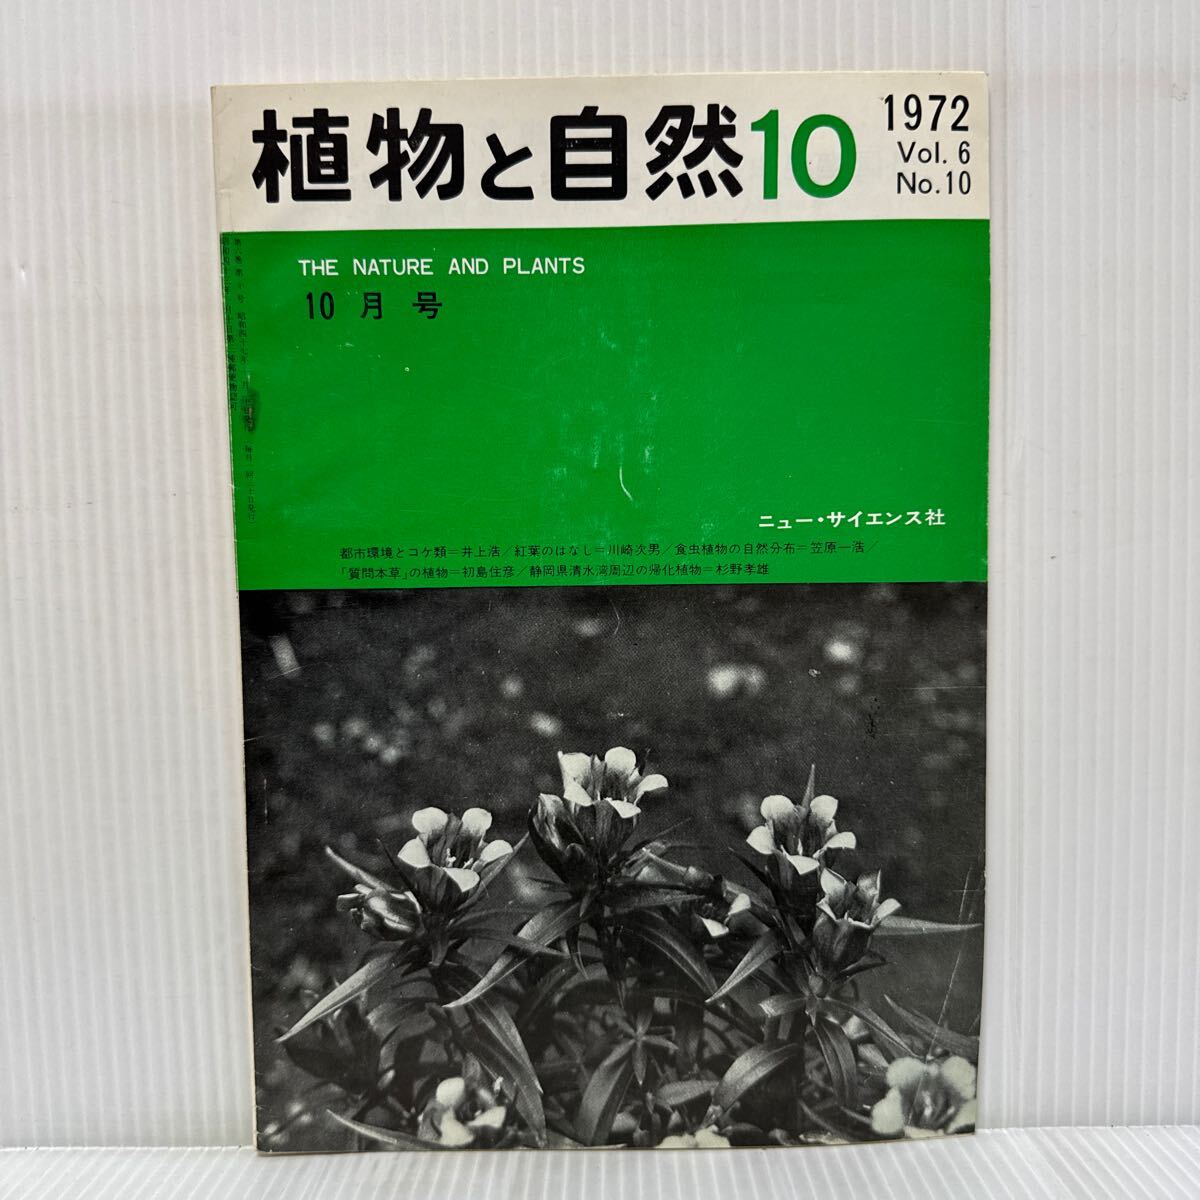 植物と自然10
1972
Vol. 6
No.10
THE NATURE AND PLANTS
10月号
ニュー・サイエンス社
都市環境とコケ類=井上浩/紅葉のはなし=川崎次男/食虫植物の自然分布=笠原一浩/
「質問本草」の植物=初島住彦/静岡県清水湾周辺の帰化植物=杉野孝雄